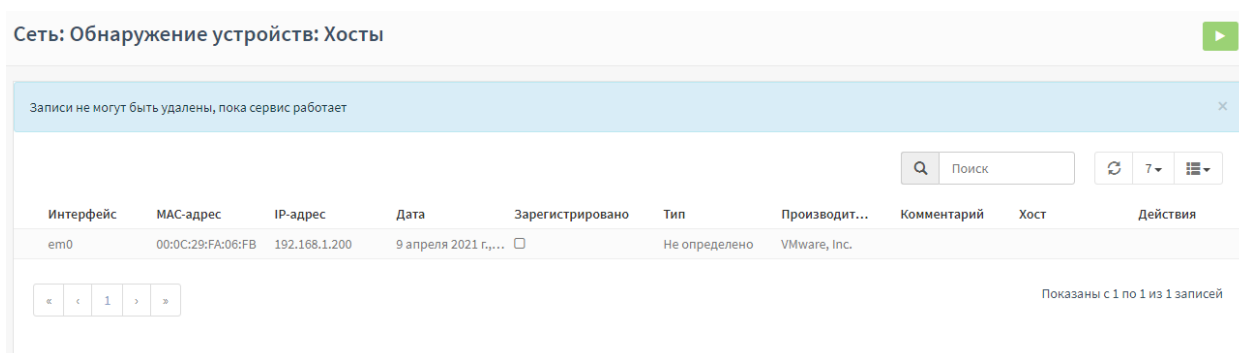 Сеть: Обнаружение устройств: Хосты
Записи не могут быть удалены, пока сервис работает ×
Поиск 7
Интерфейс MAC-адрес IP-адрес Дата Зарегистрировано Тип Производит... Комментарий Хост Действия
em0 00:0C:29:FA:06:FB 192.168.1.200 9 апреля 2021 г.,... Не определено VMware, Inc.
« ‹ 1 › » Показаны с 1 по 1 из 1 записей